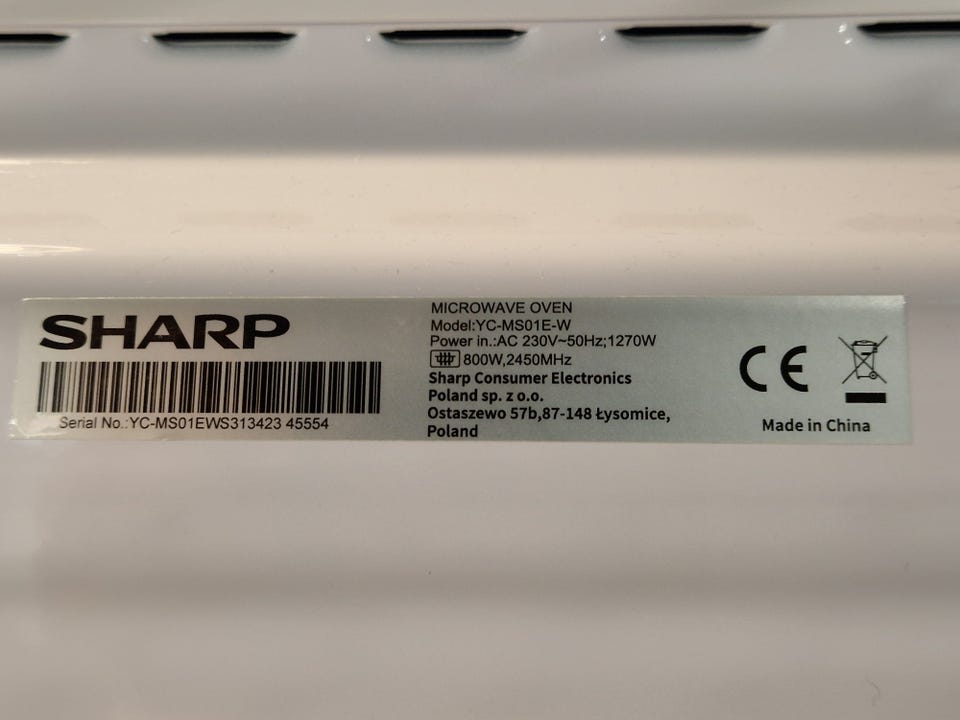 SHARP
Serial No.:YC-MS01EWS313423 45554
MICROWAVE OVEN
Model:YC-MS01E-W
Power in.:AC 230V~50Hz;1270W
800W,2450MHz
Sharp Consumer Electronics
Poland sp. z o.o.
Ostaszewo 57b,87-148 Łysomice,
Poland
CE
Made in China